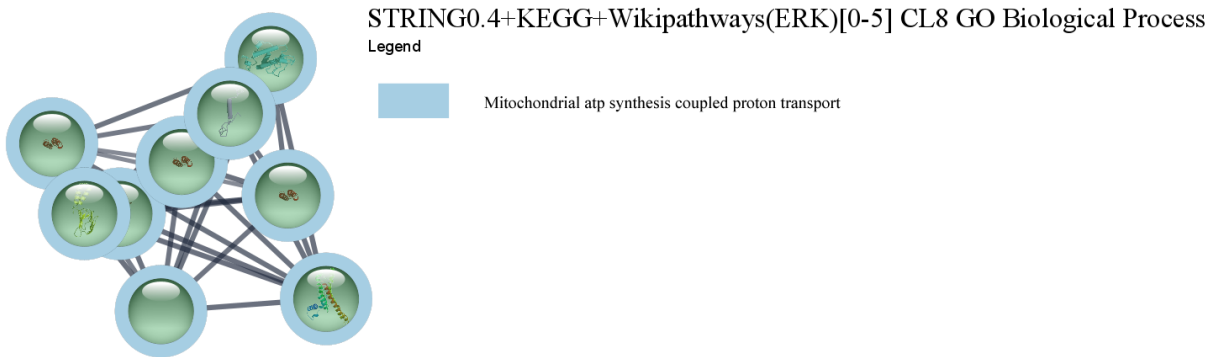 STRING0.4+KEGG+Wikipathways(ERK)[0-5] CL8 GO Biological Process
Legend
Mitochondrial atp synthesis coupled proton transport